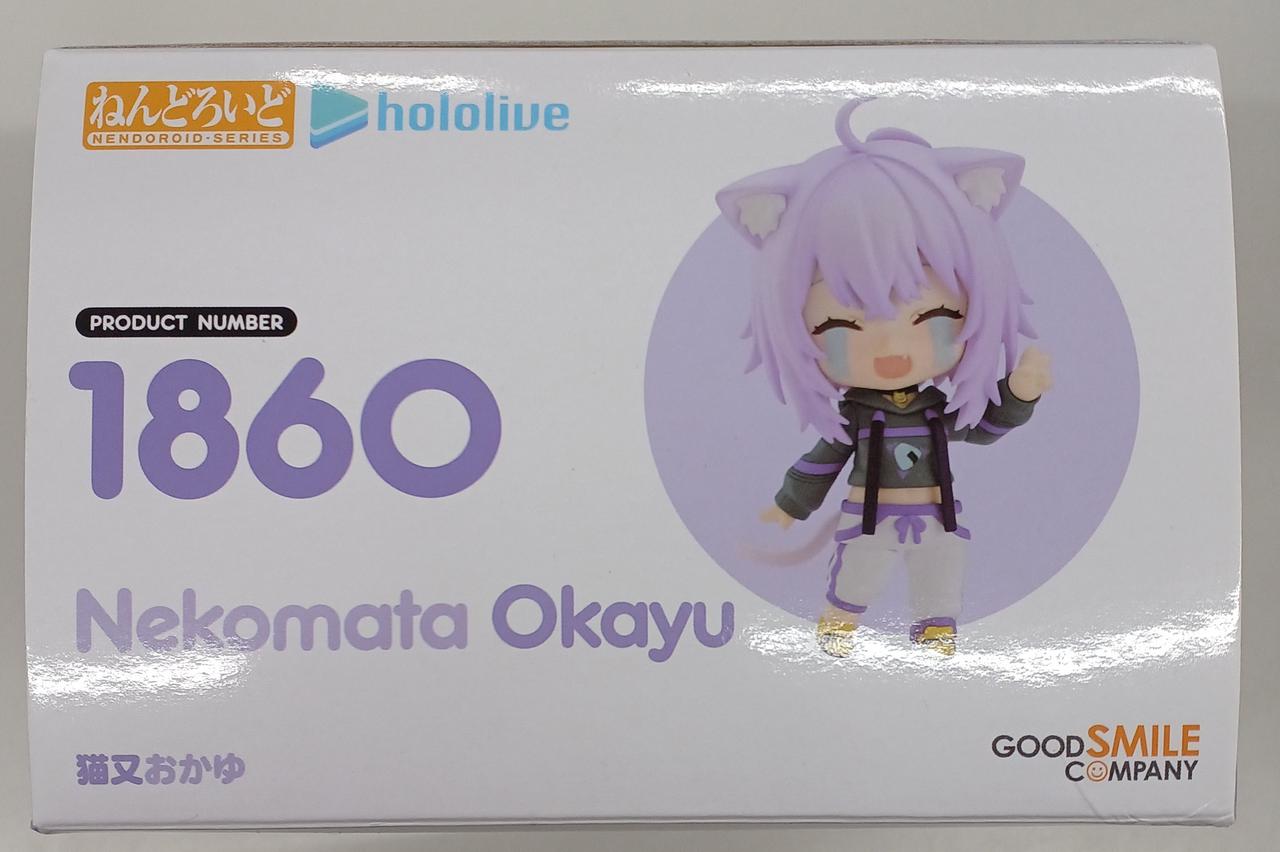 ねんどろいど
NENDOROID·SERIES
hololive
PRODUCT NUMBER
1860
Nekomata Okayu
猫又おかゆ
GOOD SMILE
COMPANY